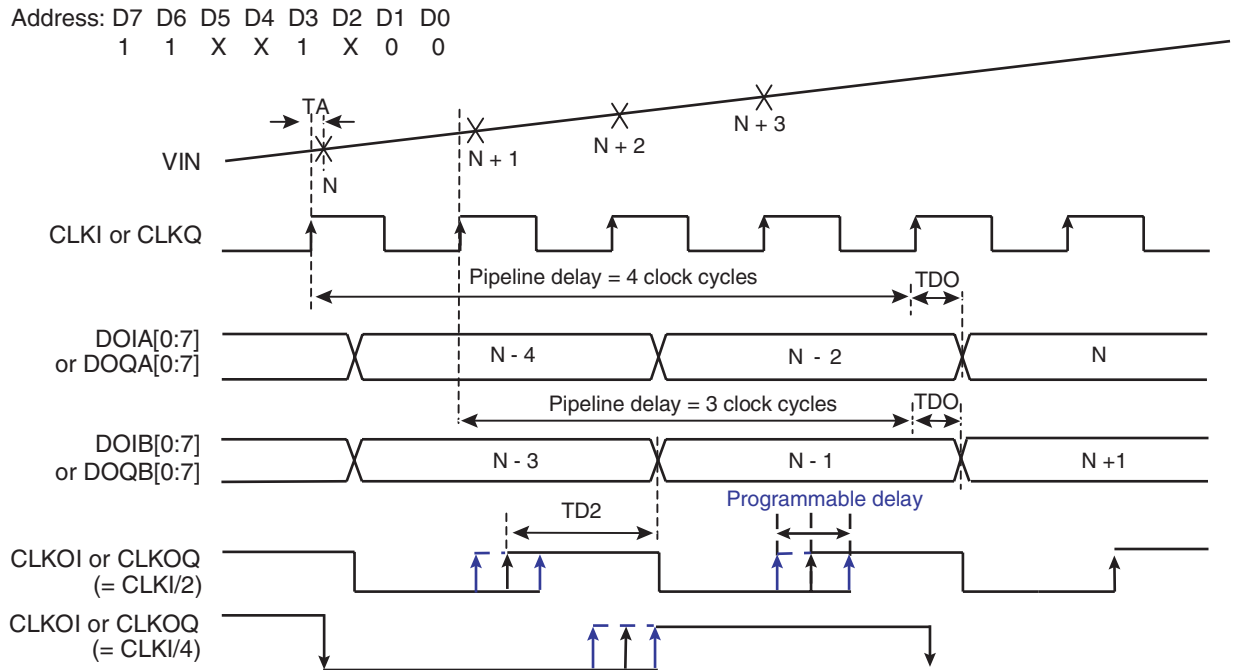 Address: D7 D6 D5 D4 D3 D2 D1 D0
1 1 X X 1 X 0 0
TA
VIN
N
N + 1
N + 2
N + 3
CLKI or CLKQ
Pipeline delay = 4 clock cycles
TDO
DOIA[0:7]
or DOQA[0:7]
N - 4
N - 2
N
Pipeline delay = 3 clock cycles
TDO
DOIB[0:7]
or DOQB[0:7]
N - 3
N - 1
N +1
TD2
Programmable delay
CLKOI or CLKOQ
(= CLKI/2)
CLKOI or CLKOQ
(= CLKI/4)